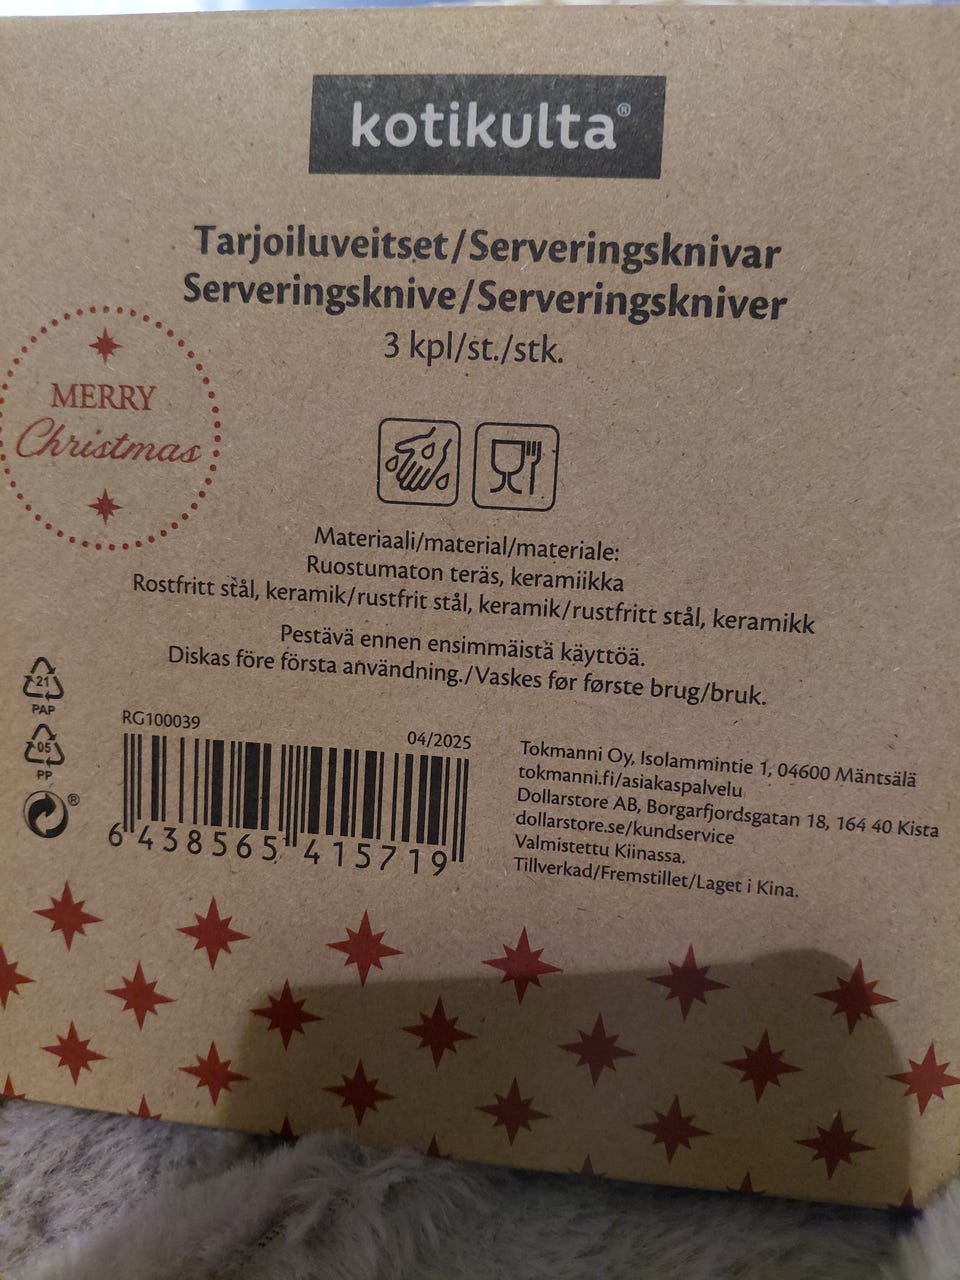 kotikulta®
Tarjoiluveitset/Serveringsknivar
Serveringsknive/Serveringskniver
3 kpl/st./stk.
MERRY
Christmas
Materiaali/material/materiale:
Ruostumaton teräs, keramiikka
Rostfritt stål, keramik/rustfrit stål, keramik/rustfritt stål, keramikk
Pestävä ennen ensimmäistä käyttöä.
Diskas före första användning./Vaskes før første brug/bruk.
21
PAP
05
PP
®
RG100039
04/2025
6 438565 415719
Tokmanni Oy, Isolammintie 1, 04600 Mäntsälä
tokmanni.fi/asiakaspalvelu
Dollarstore AB, Borgarfjordsgatan 18, 164 40 Kista
dollarstore.se/kundservice
Valmistettu Kiinassa.
Tillverkad/Fremstillet/Laget i Kina.